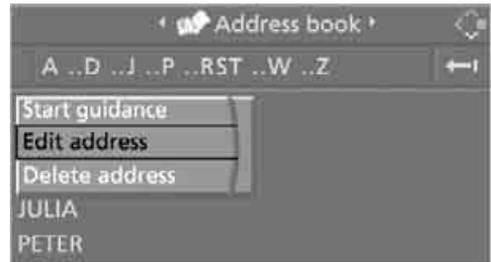 Address book
A ..D ..J ..P ..RST ..W ..Z
Start guidance
Edit address
Delete address
JULIA
PETER